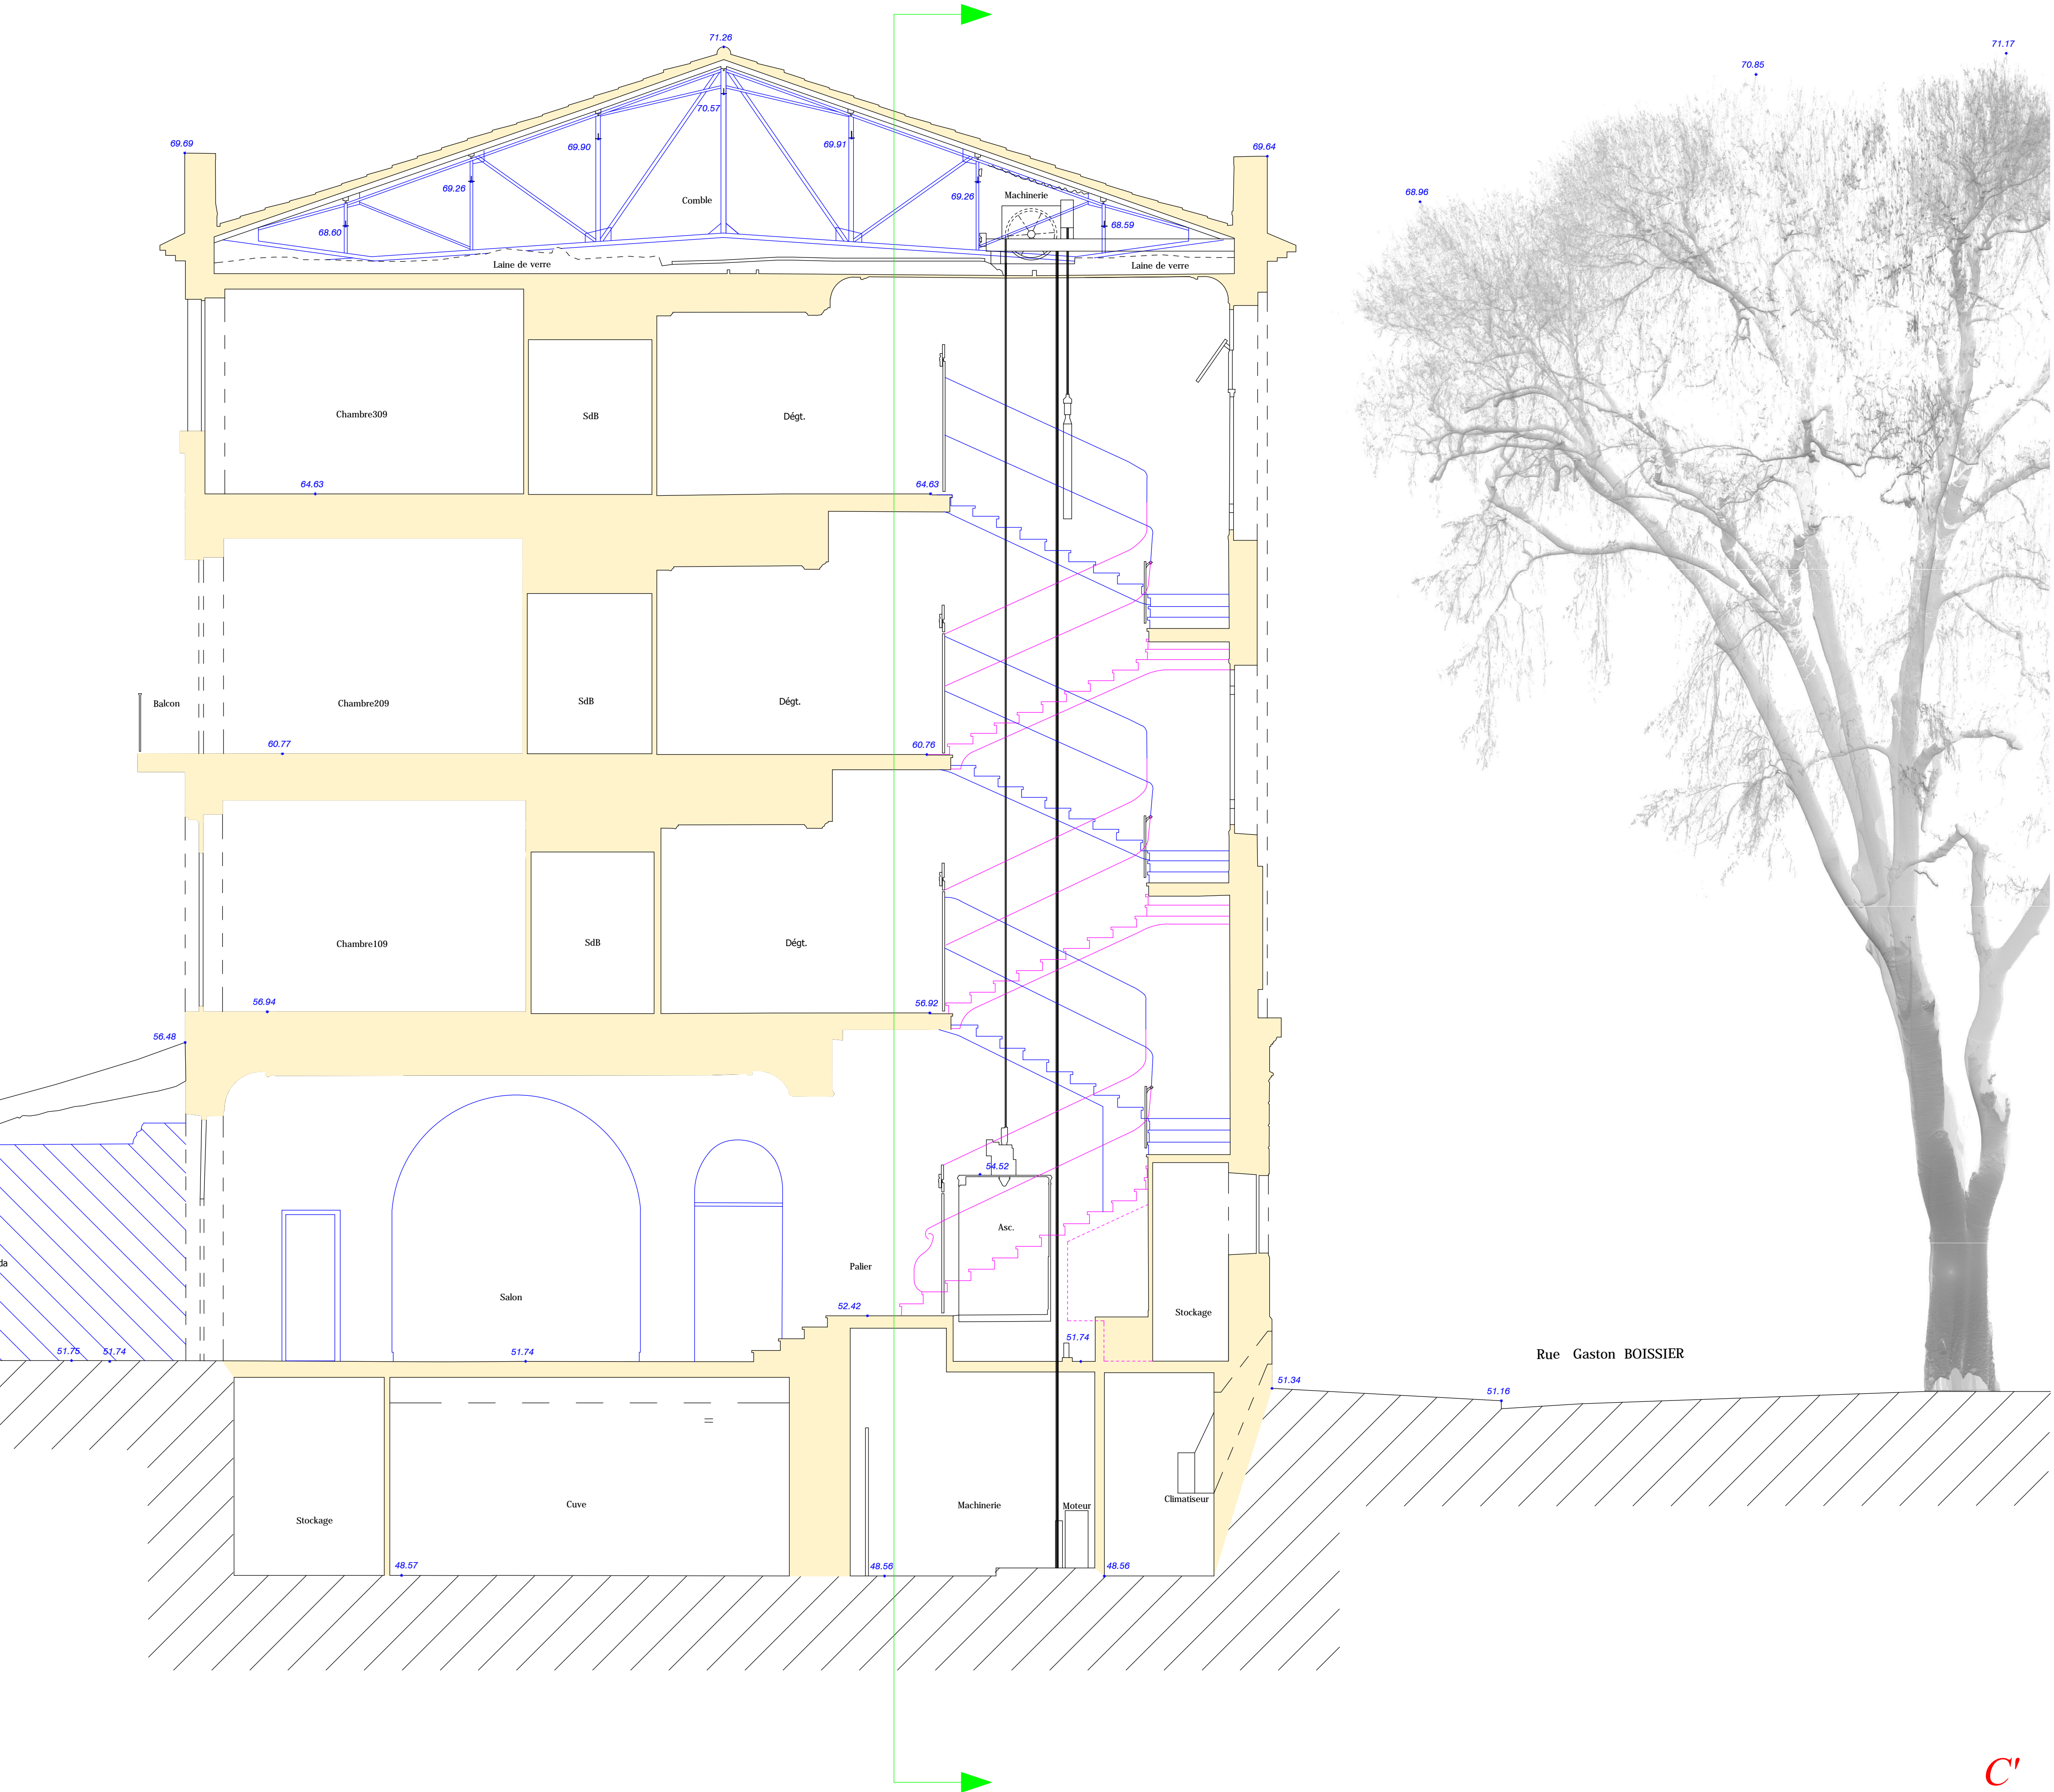 71.26
71.17
70.85
70.57
69.90
69.91
69.69
69.64
69.26
69.26
68.96
Comble
Machinerie
68.60
68.59
Laine de verre
Laine de verre
Chambre309
SdB
Dégt.
64.63
64.63
Balcon
Chambre209
SdB
Dégt.
60.77
60.76
Chambre109
SdB
Dégt.
56.94
56.92
56.48
54.52
Asc.
da
Palier
Salon
52.42
Stockage
51.75
51.74
51.74
51.74
Rue Gaston BOISSIER
51.34
51.16
Cuve
Machinerie
Moteur
Climatiseur
Stockage
48.57
48.56
48.56
C'